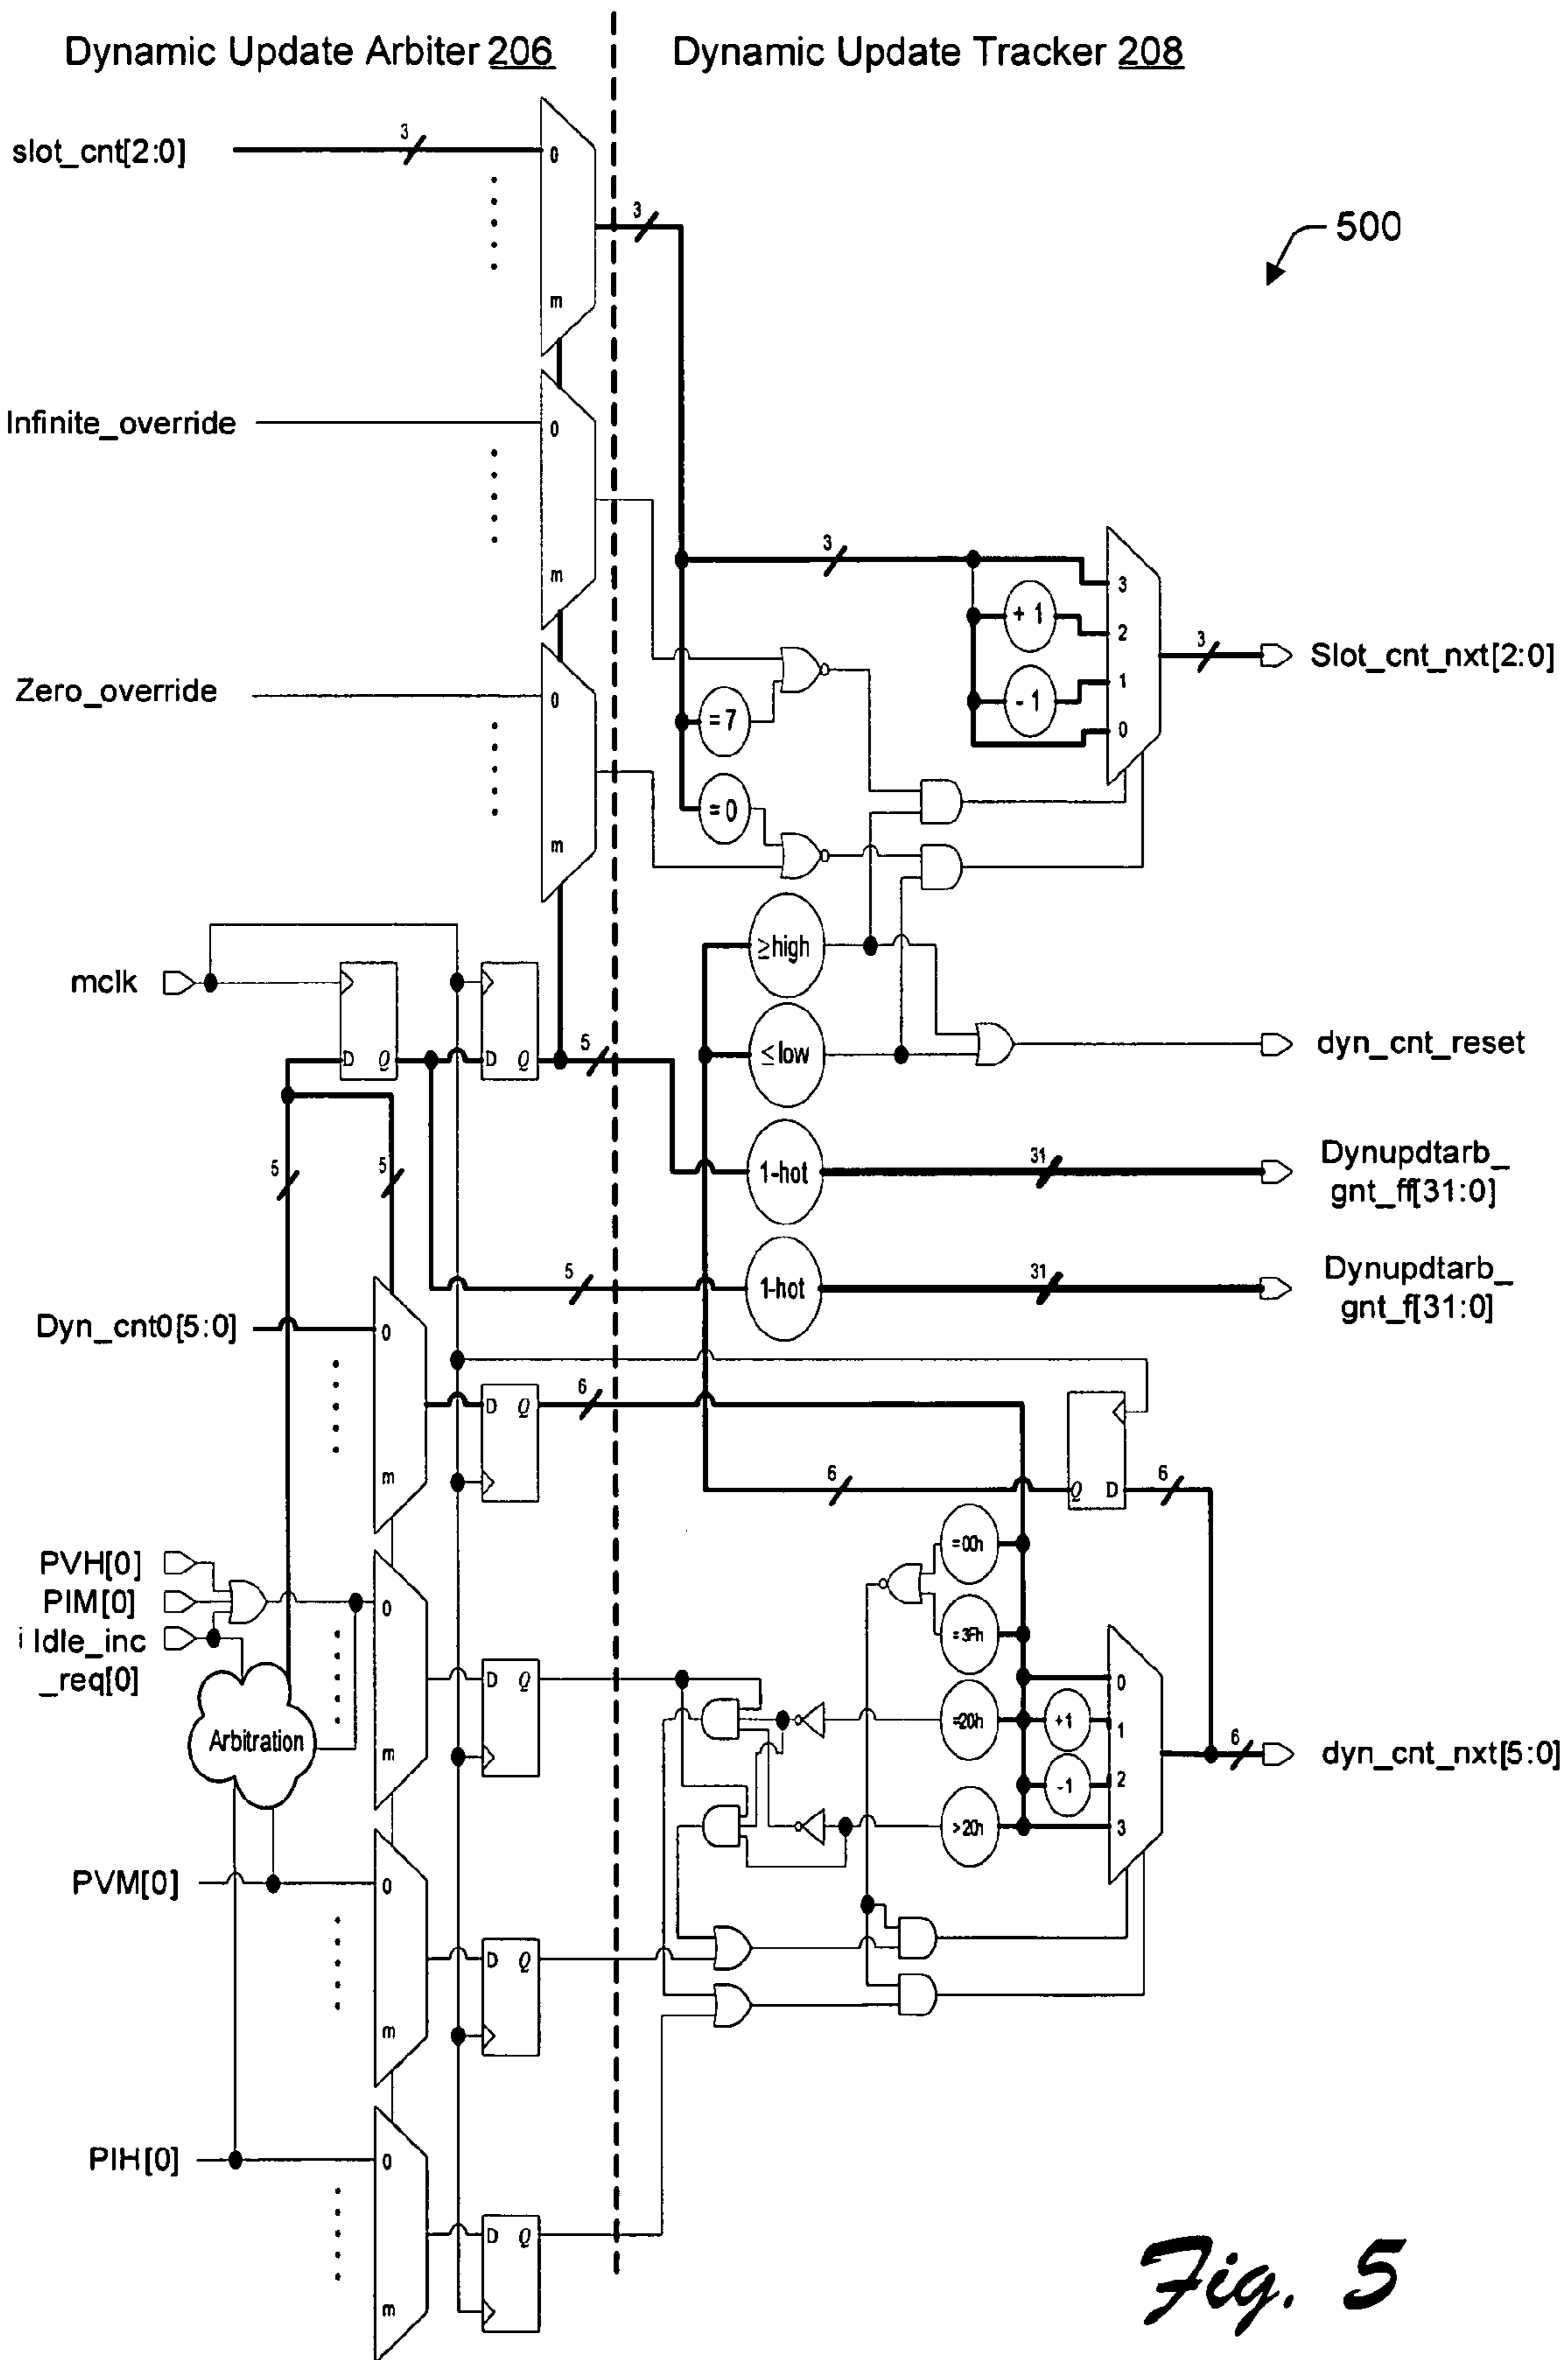 Dynamic Update Arbiter 206
Dynamic Update Tracker 208
slot_cnt[2:0]
3
0
m
3
500
Infinite_override
0
m
3
3
+ 1
2
- 1
1
0
3
Slot_cnt_nxt[2:0]
Zero_override
0
m
= 7
= 0
mclk
D Q
D Q
5
≥high
≤low
dyn_cnt_reset
5
5
1-hot
31
Dynupdtarb_
gnt_ff[31:0]
5
1-hot
31
Dynupdtarb_
gnt_f[31:0]
Dyn_cnt0[5:0]
0
m
D Q
6
6
Q D
6
PVH[0]
PIM[0]
i Idle_inc
_req[0]
0
m
Arbitration
D Q
=00h
=3Fh
=20h
>20h
0
+1
1
-1
2
3
6
dyn_cnt_nxt[5:0]
PVM[0]
0
m
D Q
PIH[0]
0
m
D Q
Fig. 5